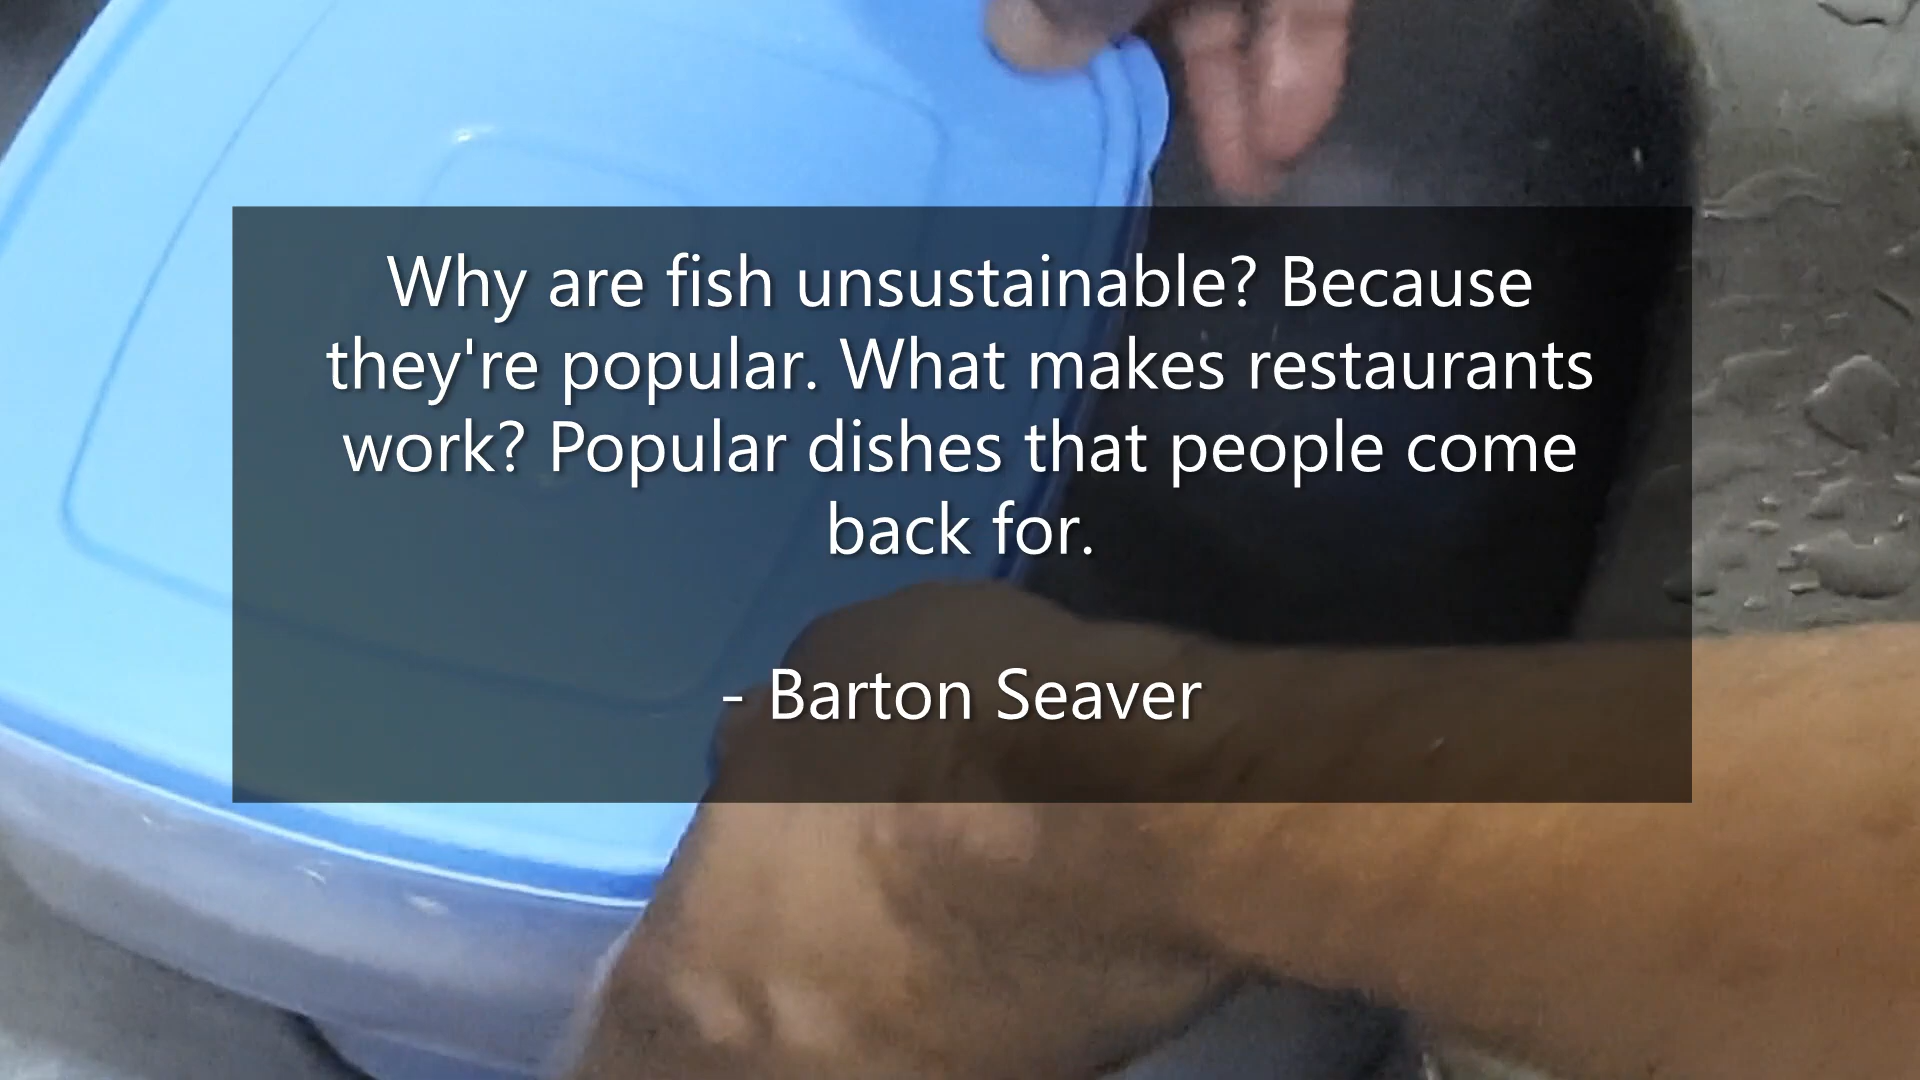 Why are fish unsustainable? Because
they're popular. What makes restaurants
work? Popular dishes that people come
back for.
- Barton Seaver